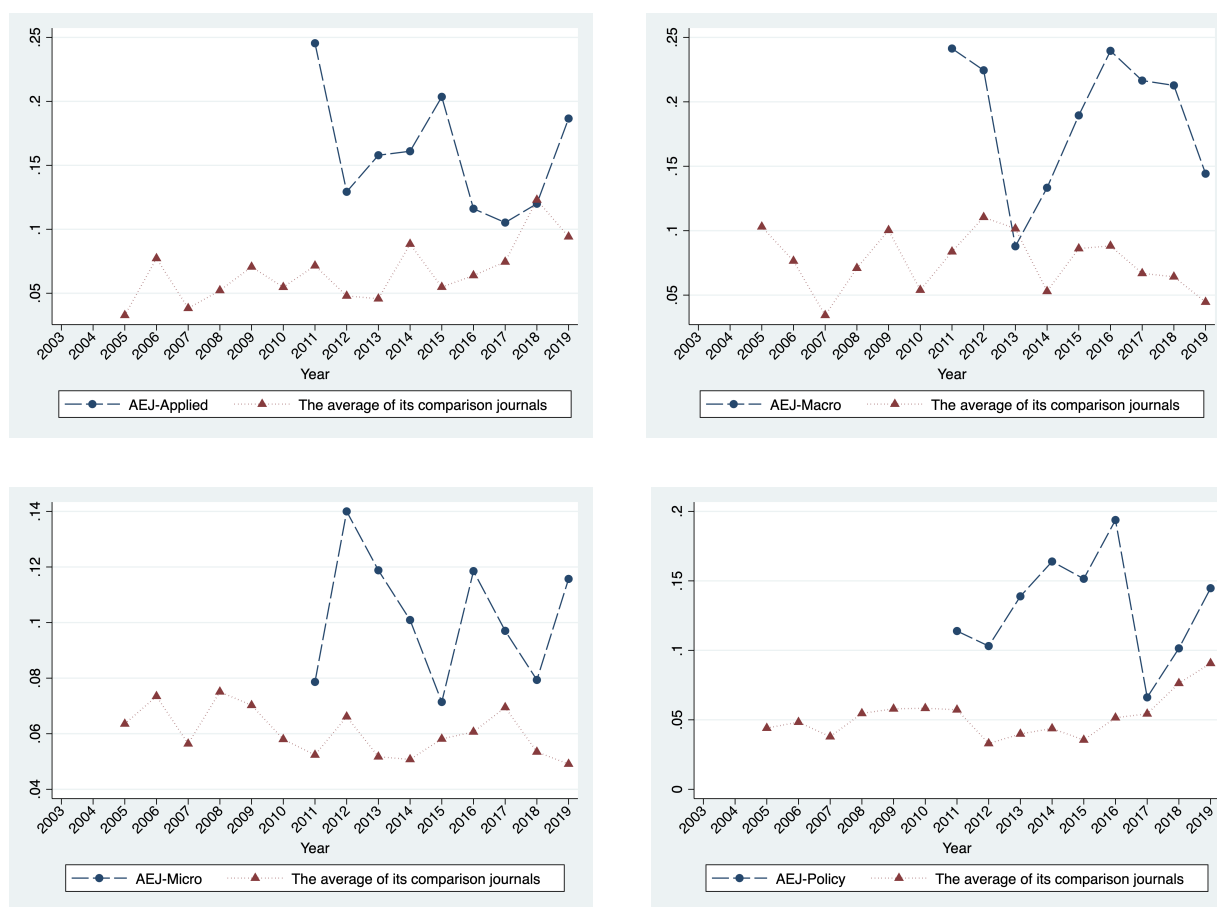 .25
.2
.15
.1
.05
2003 2004 2005 2006 2007 2008 2009 2010 2011 2012 2013 2014 2015 2016 2017 2018 2019
Year
AEJ-Applied The average of its comparison journals
.25
.2
.15
.1
.05
2003 2004 2005 2006 2007 2008 2009 2010 2011 2012 2013 2014 2015 2016 2017 2018 2019
Year
AEJ-Macro The average of its comparison journals
.14
.12
.1
.08
.06
.04
2003 2004 2005 2006 2007 2008 2009 2010 2011 2012 2013 2014 2015 2016 2017 2018 2019
Year
AEJ-Micro The average of its comparison journals
.2
.15
.1
.05
0
2003 2004 2005 2006 2007 2008 2009 2010 2011 2012 2013 2014 2015 2016 2017 2018 2019
Year
AEJ-Policy The average of its comparison journals